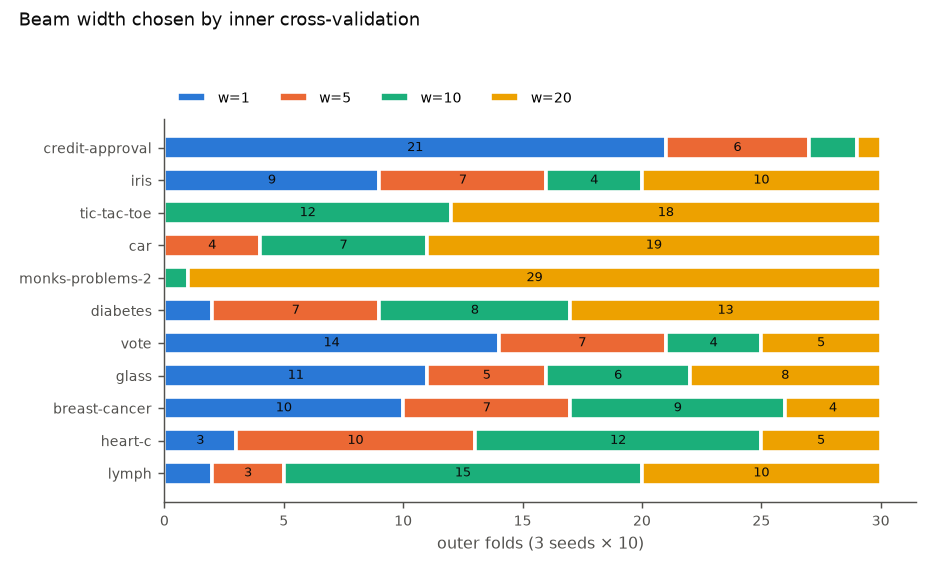 Beam width chosen by inner cross-validation
w=1 w=5 w=10 w=20
credit-approval 21 6
iris 9 7 4 10
tic-tac-toe 12 18
car 4 7 19
monks-problems-2 29
diabetes 7 8 13
vote 14 7 4 5
glass 11 5 6 8
breast-cancer 10 7 9 4
heart-c 3 10 12 5
lymph 3 15 10
0 5 10 15 20 25 30
outer folds (3 seeds × 10)